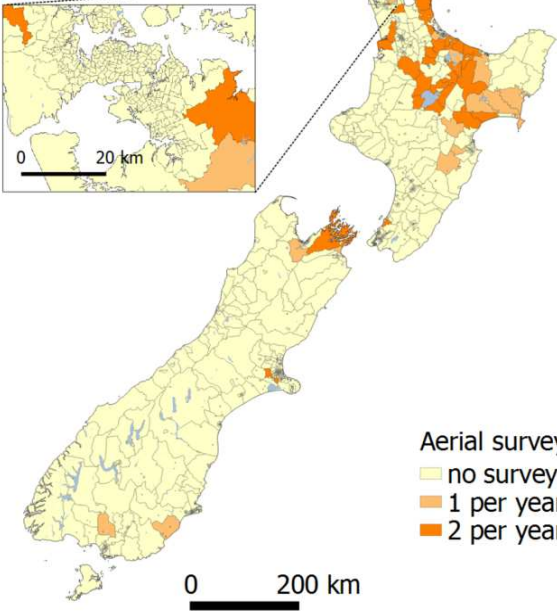 0 20 km
Aerial survey
no survey
1 per year
2 per year
0 200 km